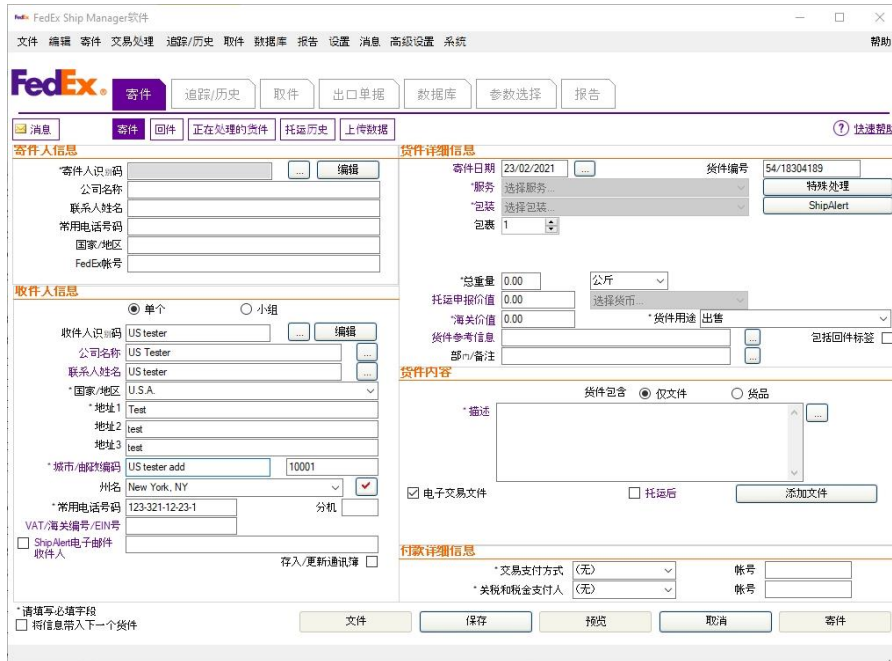 FedEx FedEx Ship Manager软件
文件 编辑 寄件 交易处理 追踪/历史 取件 数据库 报告 设置 消息 高级设置 系统 帮助
FedEx® 寄件 追踪/历史 取件 出口单据 数据库 参数选择 报告
消息 寄件 回件 正在处理的货件 托运历史 上传数据 ? 快速帮助
寄件人信息
*寄件人识别码 ... 编辑
公司名称
联系人姓名
常用电话号码
国家/地区
FedEx帐号
收件人信息
单个 小组
收件人识别码 US tester ... 编辑
公司名称 US Tester ...
联系人姓名 US tester ...
*国家/地区 U.S.A.
*地址1 Test
地址2 test
地址3 test
*城市/邮政编码 US tester add 10001
州名 New York, NY
*常用电话号码 123-321-12-23-1 分机
VAT/海关编号/EIN号
ShipAlert电子邮件
收件人
存入/更新通讯簿
货件详细信息
寄件日期 23/02/2021 ... 货件编号 54/18304189
*服务 选择服务... 特殊处理
*包装 选择包装... ShipAlert
包裹 1
*总重量 0.00 公斤
托运申报价值 0.00 选择货币...
*海关价值 0.00 *货件用途 出售
货件参考信息 ... 包括回件标签
部门/备注 ...
货件内容
货件包含 仅文件 货品
*描述 ...
电子交易文件 托运后 添加文件
付款详细信息
*交易支付方式 (无) 帐号
*关税和税金支付人 (无) 帐号
*请填写必填字段
将信息带入下一个货件
文件 保存 预览 取消 寄件